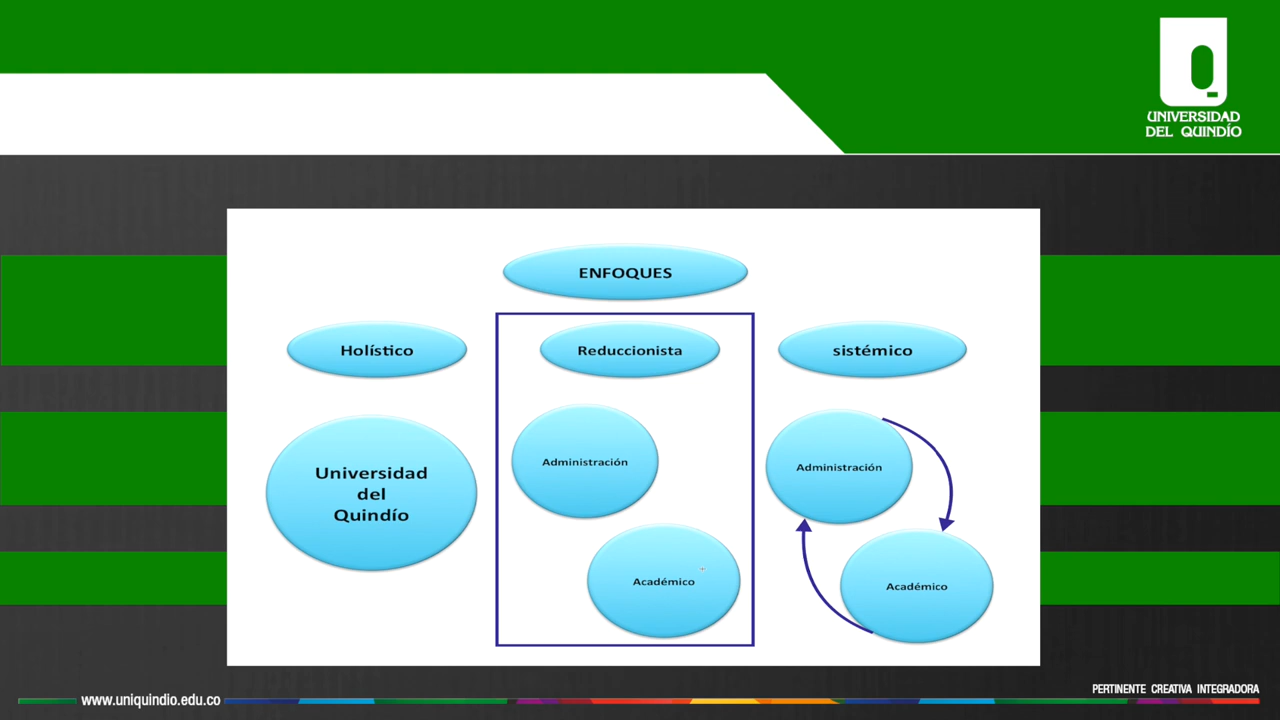 UNIVERSIDAD
DEL QUINDÍO
ENFOQUES
Holístico
Reduccionista
sistémico
Universidad
del
Quindío
Administración
Académico
Administración
Académico
www.uniquindio.edu.co
PERTINENTE CREATIVA INTEGRADORA